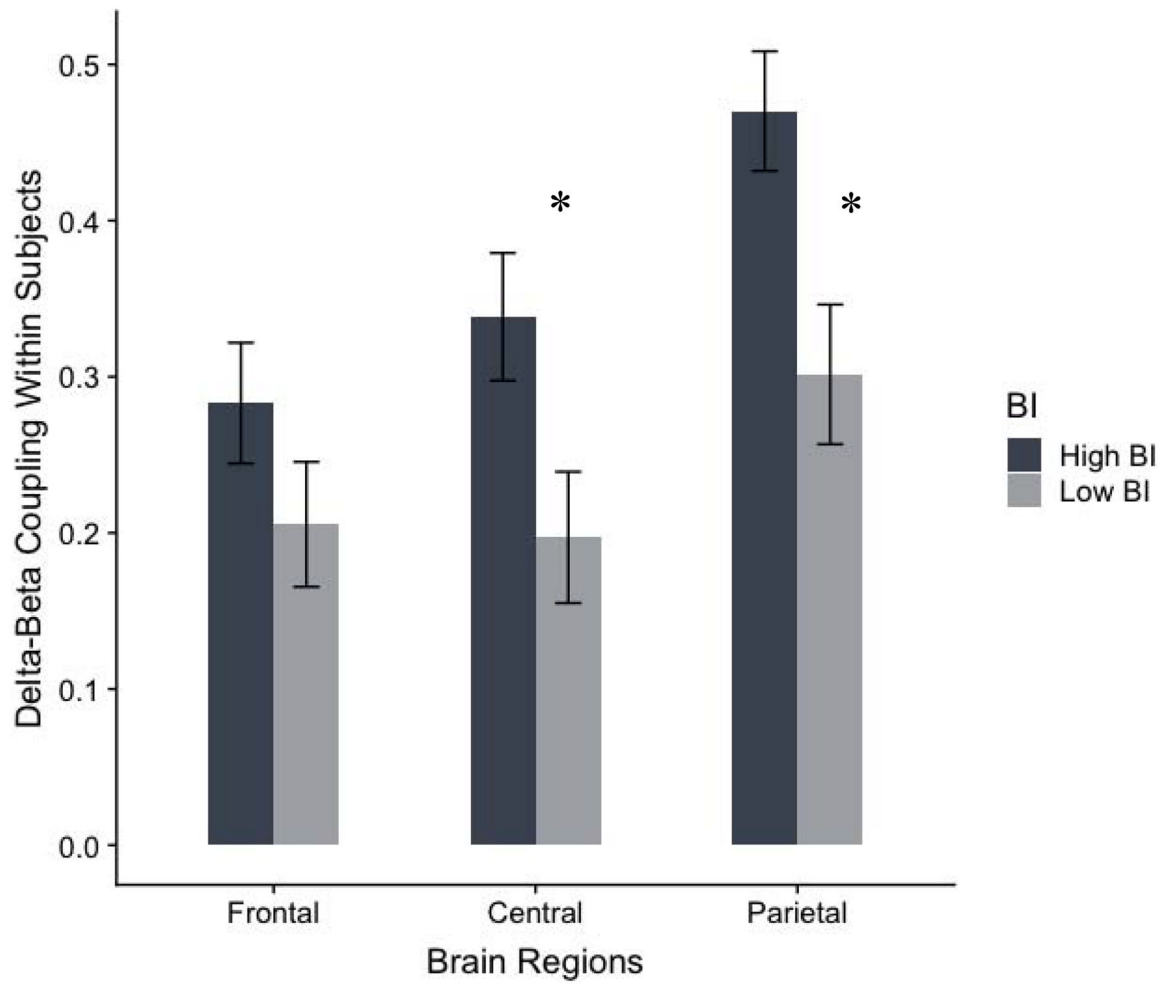 Delta-Beta Coupling Within Subjects
0.5
0.4
0.3
0.2
0.1
0.0
*
*
Frontal
Central
Parietal
Brain Regions
BI
High BI
Low BI